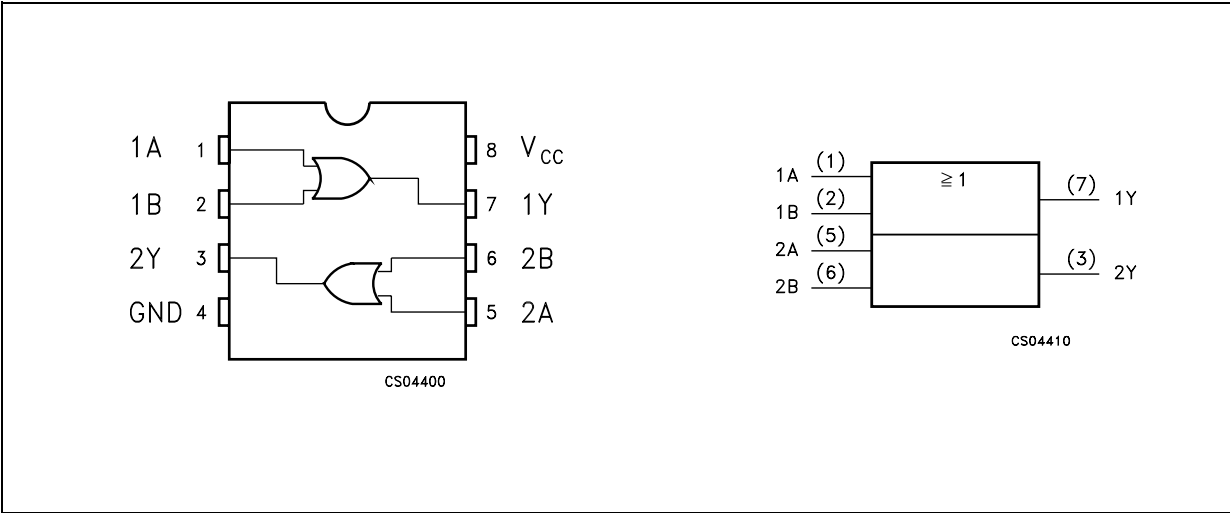 1A 1 8 VCC
1B 2 7 1Y
2Y 3 6 2B
GND 4 5 2A
CS04400
≧ 1
1A (1) (7) 1Y
1B (2)
2A (5) (3) 2Y
2B (6)
CS04410